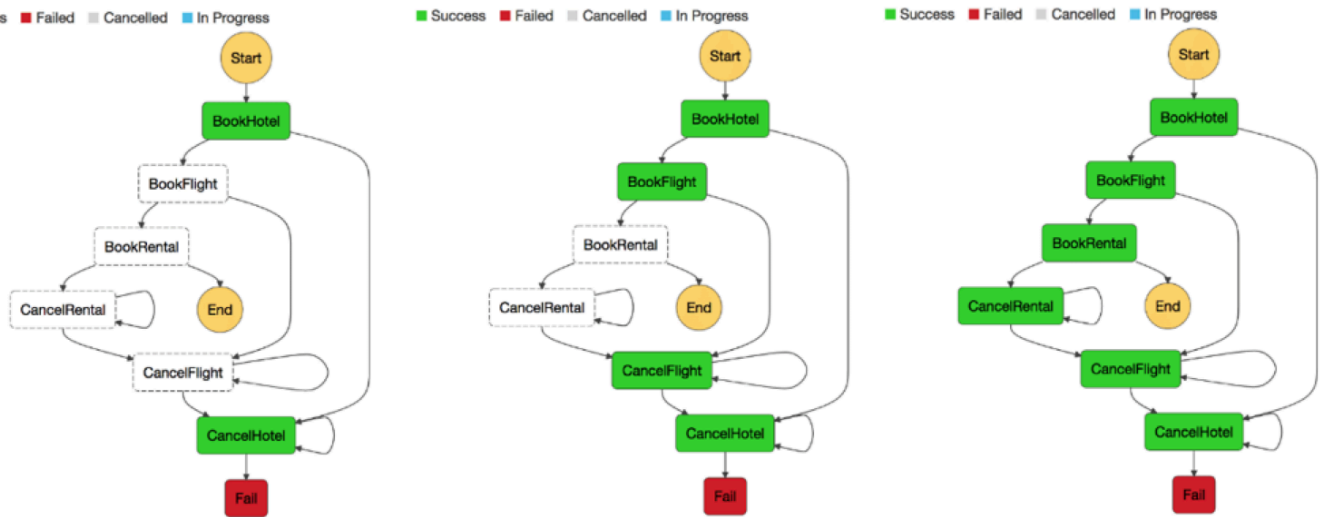 s Failed Cancelled In Progress
Start
BookHotel
BookFlight
BookRental
CancelRental
End
CancelFlight
CancelHotel
Fail
Success Failed Cancelled In Progress
Start
BookHotel
BookFlight
BookRental
CancelRental
End
CancelFlight
CancelHotel
Fail
Success Failed Cancelled In Progress
Start
BookHotel
BookFlight
BookRental
CancelRental
End
CancelFlight
CancelHotel
Fail